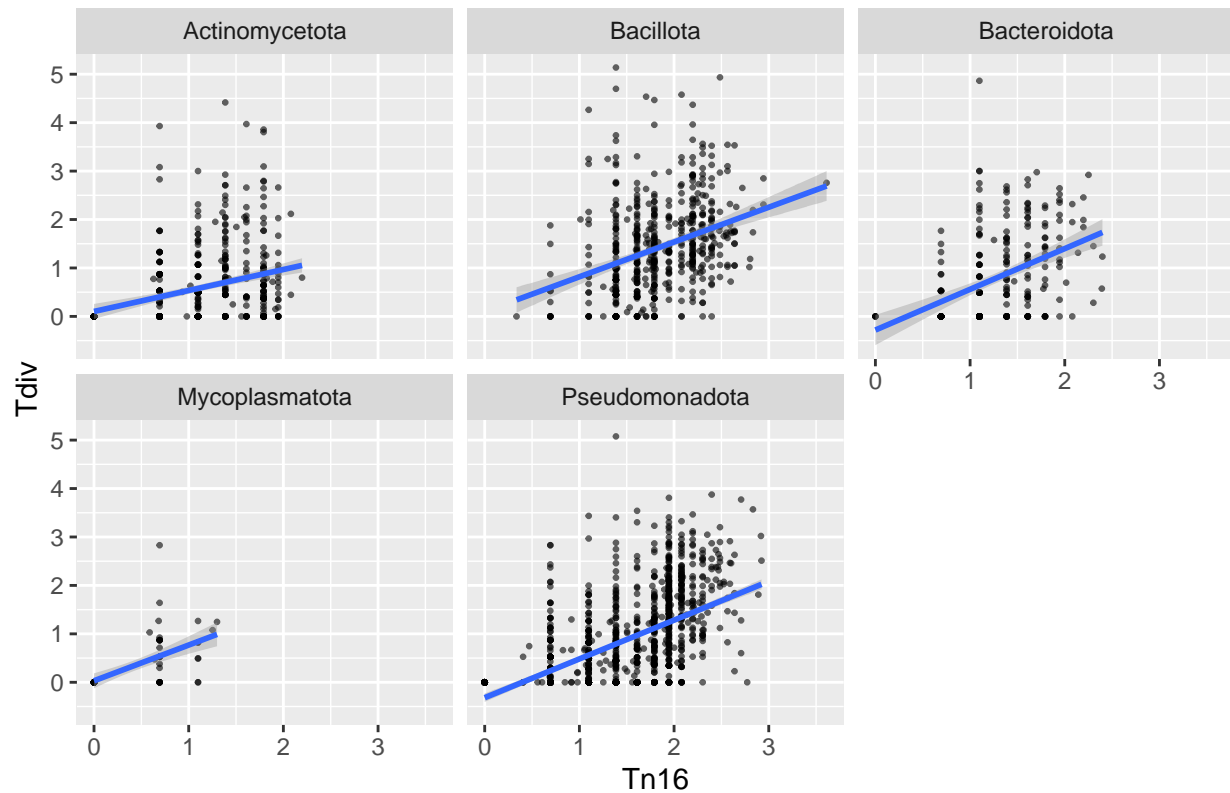 Actinomycetota Bacillota Bacteroidota
5
4
3
2
1
0
0 1 2 3
Tdiv
Mycoplasmatota Pseudomonadota
5
4
3
2
1
0
0 1 2 3 0 1 2 3
Tn16